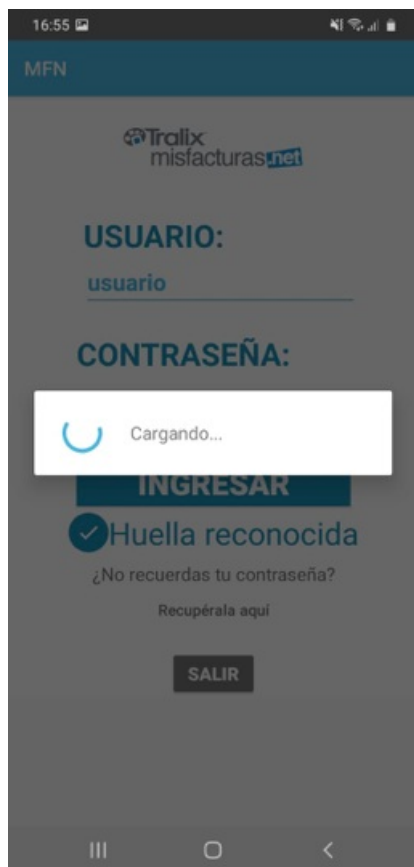 16:55
MFN
Tralix
misfacturas.net
USUARIO:
usuario
CONTRASEÑA:
Cargando...
INGRESAR
Huella reconocida
¿No recuerdas tu contraseña?
Recupérala aquí
SALIR